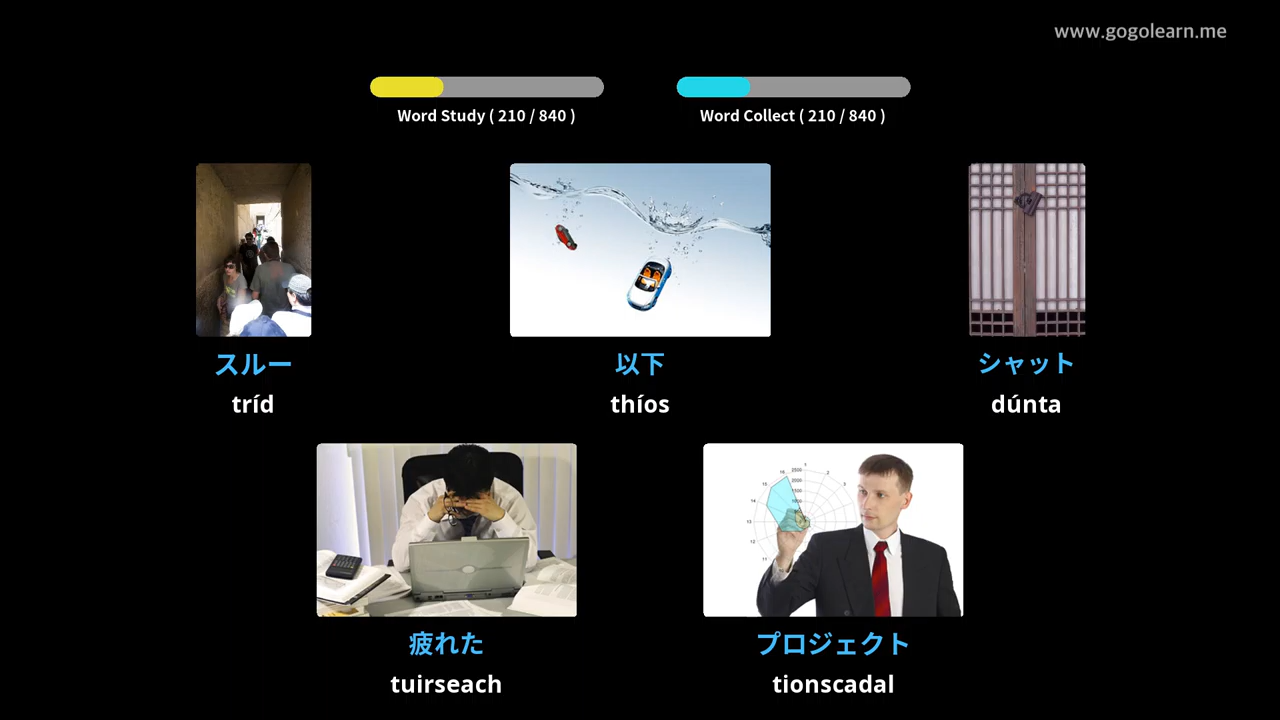 www.gogolearn.me
Word Study ( 210 / 840 )
Word Collect ( 210 / 840 )
スルー
tríd
以下
thíos
シャット
dúnta
疲れた
tuirseach
プロジェクト
tionscadal